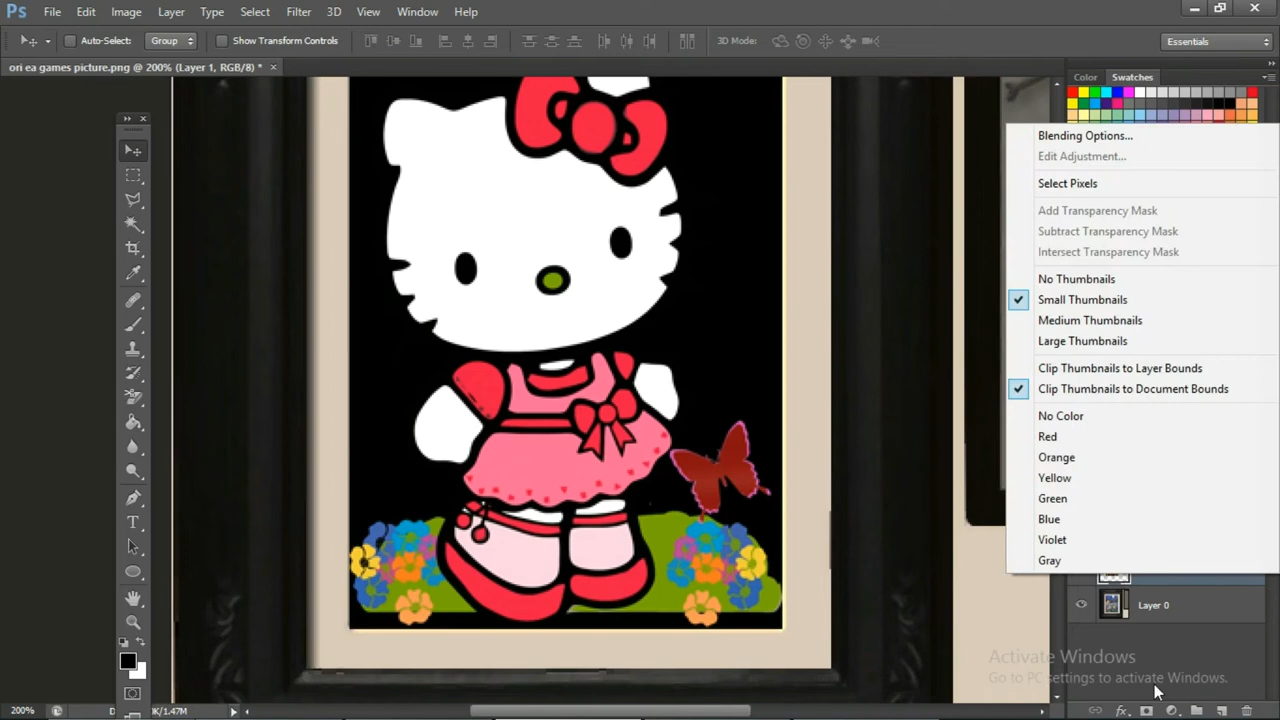 Ps File Edit Image Layer Type Select Filter 3D View Window Help
Auto-Select: Group Show Transform Controls 3D Mode: Essentials
ori ea games picture.png @ 200% (Layer 1, RGB/8) * ×
Color Swatches
Blending Options...
Edit Adjustment...
Select Pixels
Add Transparency Mask
Subtract Transparency Mask
Intersect Transparency Mask
No Thumbnails
Small Thumbnails
Medium Thumbnails
Large Thumbnails
Clip Thumbnails to Layer Bounds
Clip Thumbnails to Document Bounds
No Color
Red
Orange
Yellow
Green
Blue
Violet
Gray
Layer 0
Activate Windows
Go to PC settings to activate Windows.
200% D 0K/1.47M